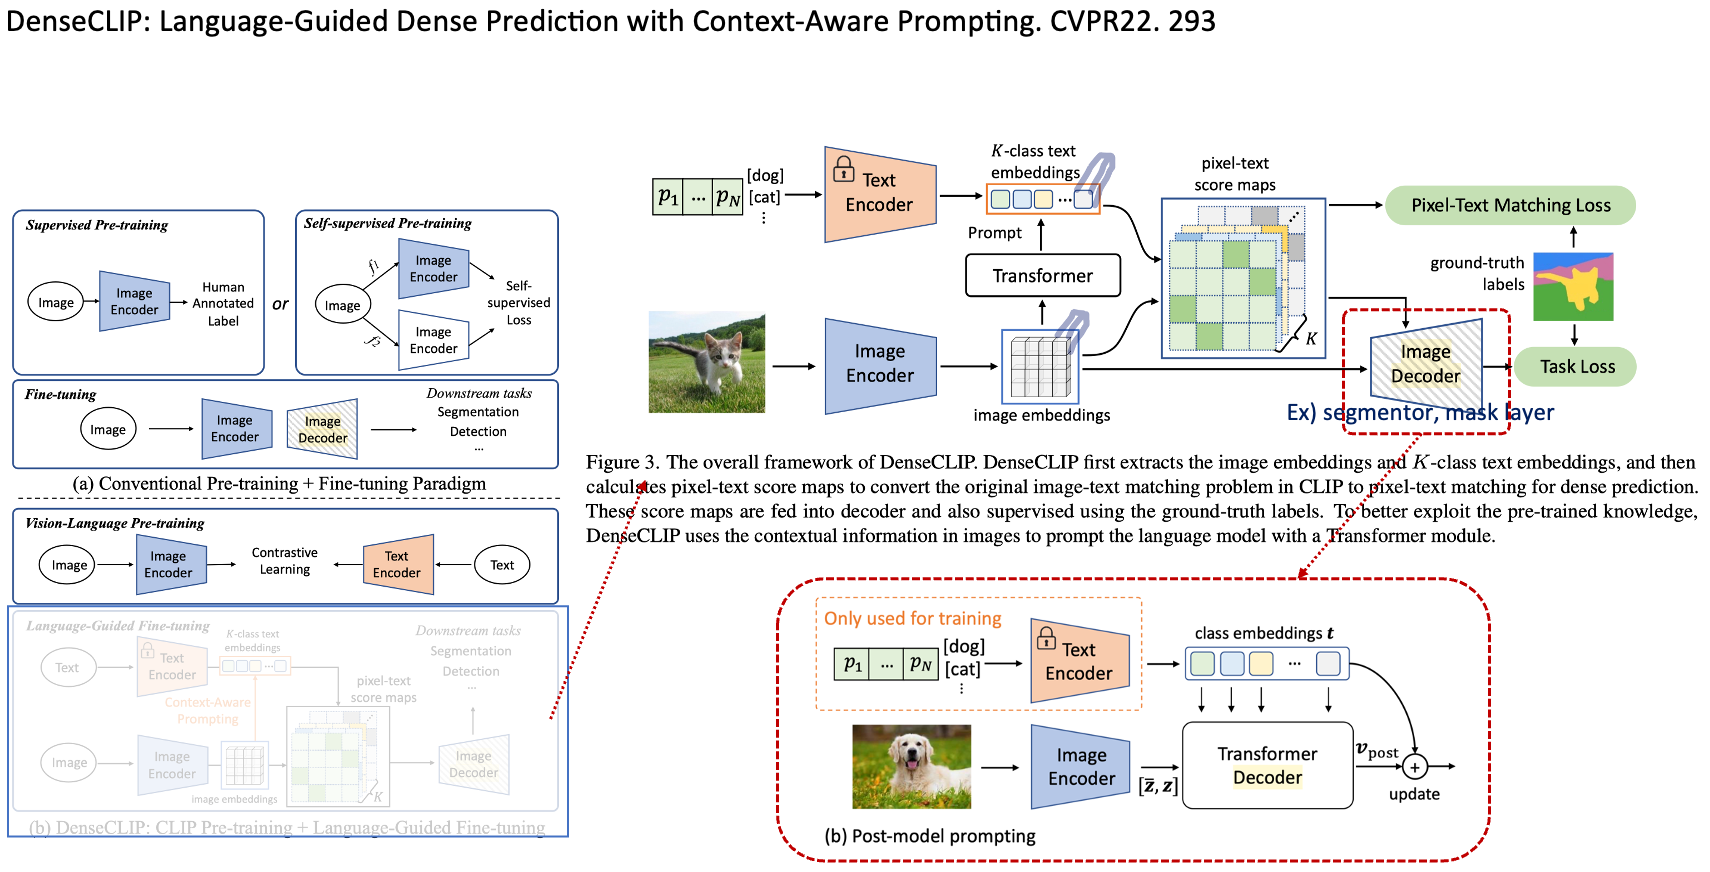 DenseCLIP: Language-Guided Dense Prediction with Context-Aware Prompting. CVPR22. 293
Supervised Pre-training
Image
Image
Encoder
Human
Annotated
Label
or
Self-supervised Pre-training
Image
f1
f2
Image
Encoder
Image
Encoder
Self-
supervised
Loss
Fine-tuning
Image
Image
Encoder
Image
Decoder
Downstream tasks
Segmentation
Detection
...
(a) Conventional Pre-training + Fine-tuning Paradigm
Vision-Language Pre-training
Image
Image
Encoder
Contrastive
Learning
Text
Encoder
Text
Language-Guided Fine-tuning
Text
Text
Encoder
K-class text
embeddings
...
Context-Aware
Prompting
pixel-text
score maps
Downstream tasks
Segmentation
Detection
...
Image
Image
Encoder
image embeddings
K
Image
Decoder
(b) DenseCLIP: CLIP Pre-training + Language-Guided Fine-tuning
p1 ... pN
[dog]
[cat]
⋮
Text
Encoder
K-class text
embeddings
...
Prompt
Transformer
Image
Encoder
image embeddings
pixel-text
score maps
K
Pixel-Text Matching Loss
ground-truth
labels
Image
Decoder
Task Loss
Ex) segmentor, mask layer
Figure 3. The overall framework of DenseCLIP. DenseCLIP first extracts the image embeddings and K-class text embeddings, and then
calculates pixel-text score maps to convert the original image-text matching problem in CLIP to pixel-text matching for dense prediction.
These score maps are fed into decoder and also supervised using the ground-truth labels. To better exploit the pre-trained knowledge,
DenseCLIP uses the contextual information in images to prompt the language model with a Transformer module.
Only used for training
p1 ... pN
[dog]
[cat]
⋮
Text
Encoder
class embeddings t
...
Image
Encoder
[z̄, z]
Transformer
Decoder
vpost
+
update
(b) Post-model prompting